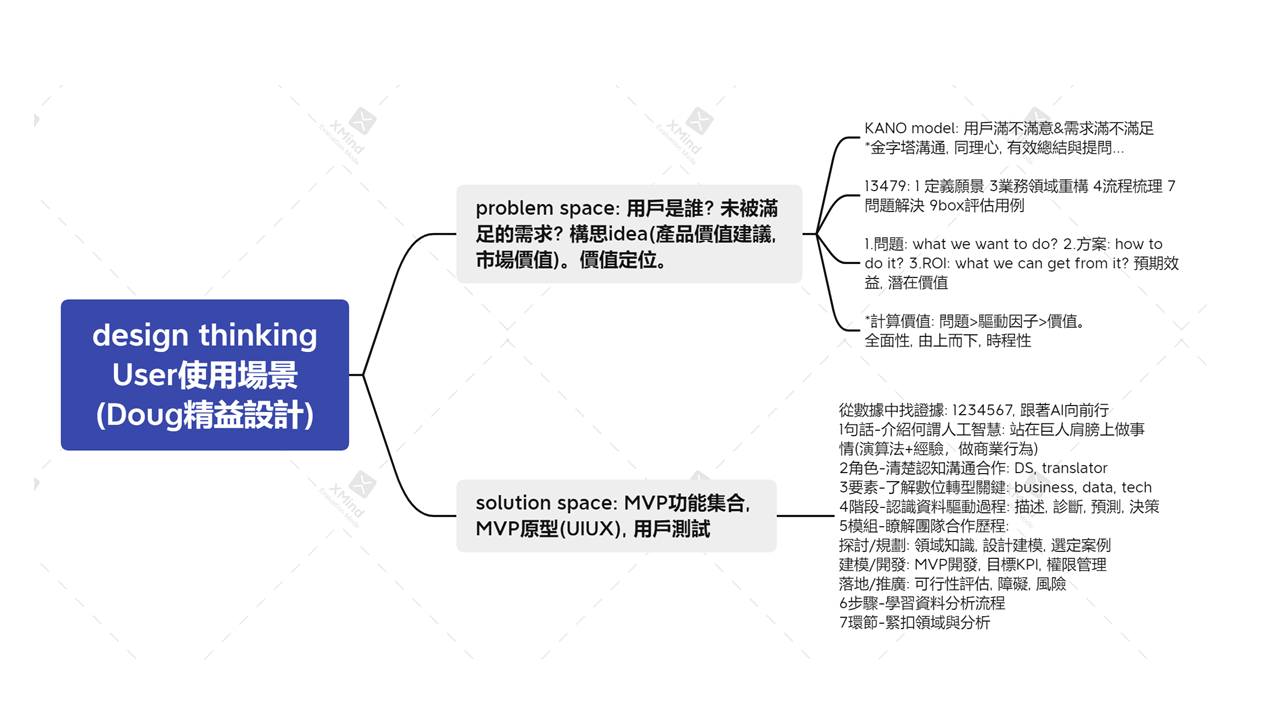 design thinking
User使用場景
(Doug精益設計)
problem space: 用戶是誰? 未被滿
足的需求? 構思idea(產品價值建議,
市場價值)。價值定位。
KANO model: 用戶滿不滿意&需求滿不滿足
*金字塔溝通, 同理心, 有效總結與提問...
13479: 1 定義願景 3業務領域重構 4流程梳理 7
問題解決 9box評估用例
1.問題: what we want to do? 2.方案: how to
do it? 3.ROI: what we can get from it? 預期效
益, 潛在價值
*計算價值: 問題>驅動因子>價值。
全面性, 由上而下, 時程性
solution space: MVP功能集合,
MVP原型(UIUX), 用戶測試
從數據中找證據: 1234567, 跟著AI向前行
1句話-介紹何謂人工智慧: 站在巨人肩膀上做事
情(演算法+經驗，做商業行為)
2角色-清楚認知溝通合作: DS, translator
3要素-了解數位轉型關鍵: business, data, tech
4階段-認識資料驅動過程: 描述, 診斷, 預測, 決策
5模組-瞭解團隊合作歷程:
探討/規劃: 領域知識, 設計建模, 選定案例
建模/開發: MVP開發, 目標KPI, 權限管理
落地/推廣: 可行性評估, 障礙, 風險
6步驟-學習資料分析流程
7環節-緊扣領域與分析
XMind
Evaluation Mode
XMind
Evaluation Mode
XMind
Evaluation Mode
XMind
Evaluation Mode